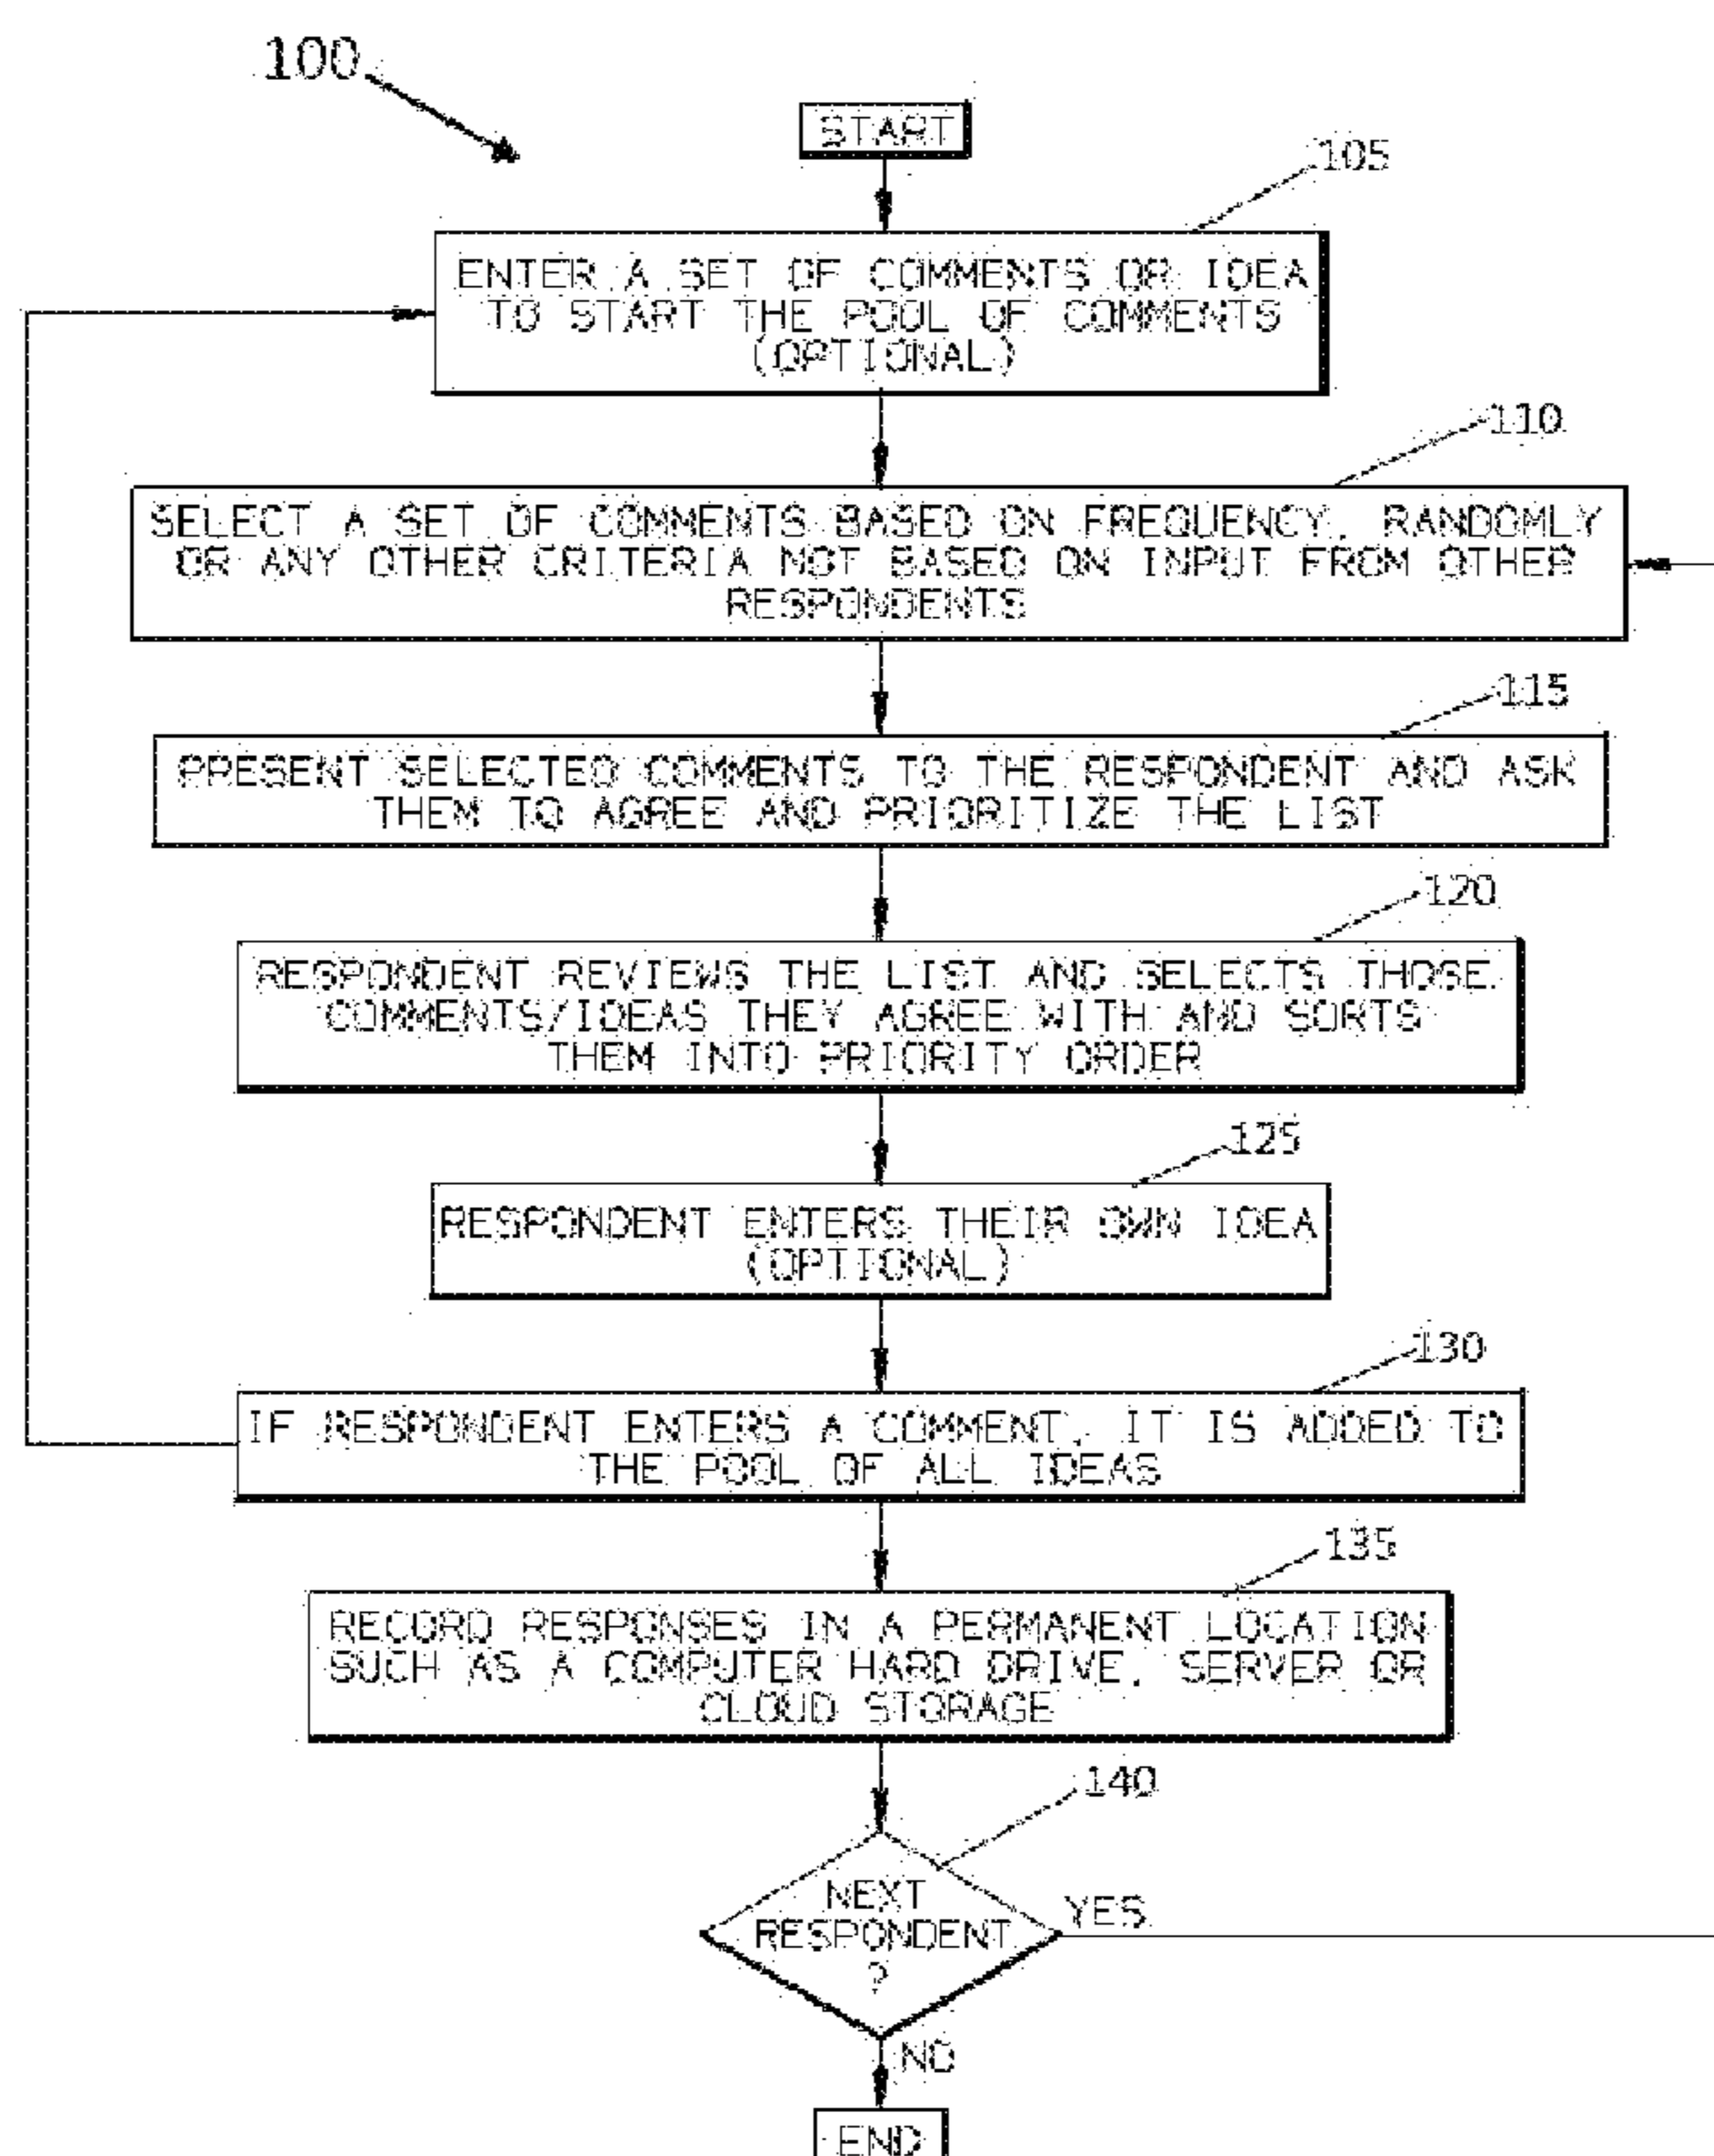 100
START
105
ENTER A SET OF COMMENTS OR IDEA
TO START THE POOL OF COMMENTS
(OPTIONAL)
110
SELECT A SET OF COMMENTS BASED ON FREQUENCY, RANDOMLY
OR ANY OTHER CRITERIA NOT BASED ON INPUT FROM OTHER
RESPONDENTS
115
PRESENT SELECTED COMMENTS TO THE RESPONDENT AND ASK
THEM TO AGREE AND PRIORITIZE THE LIST
120
RESPONDENT REVIEWS THE LIST AND SELECTS THOSE
COMMENTS/IDEAS THEY AGREE WITH AND SORTS
THEM INTO PRIORITY ORDER
125
RESPONDENT ENTERS THEIR OWN IDEA
(OPTIONAL)
130
IF RESPONDENT ENTERS A COMMENT, IT IS ADDED TO
THE POOL OF ALL IDEAS
135
RECORD RESPONSES IN A PERMANENT LOCATION
SUCH AS A COMPUTER HARD DRIVE, SERVER OR
CLOUD STORAGE
140
NEXT
RESPONDENT
?
YES
NO
END